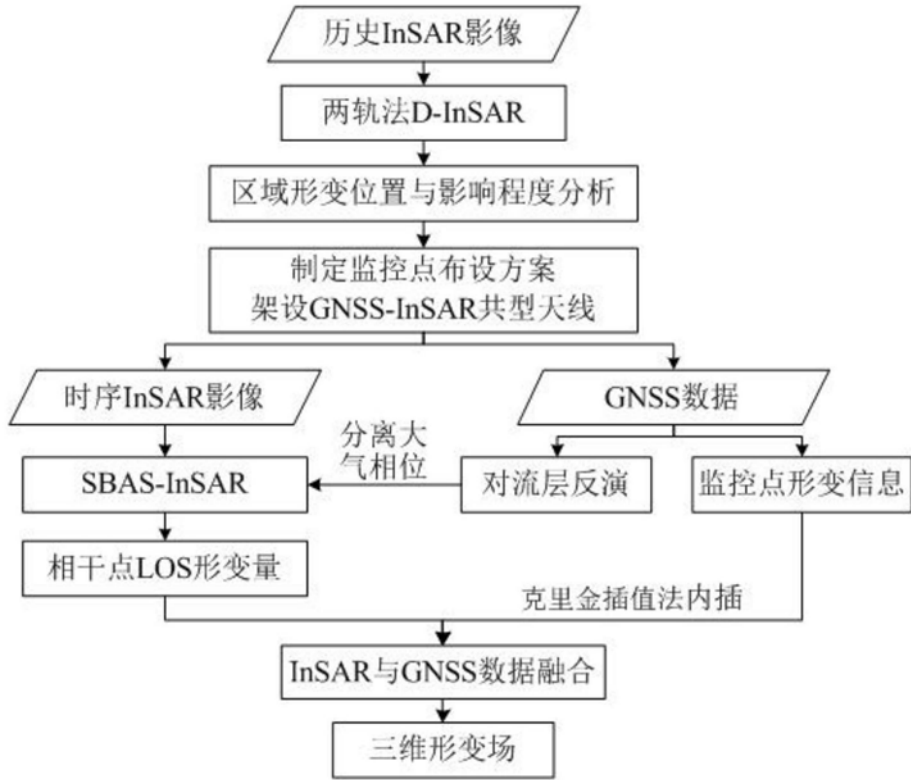 历史InSAR影像
两轨法D-InSAR
区域形变位置与影响程度分析
制定监控点布设方案
架设GNSS-InSAR共型天线
时序InSAR影像
GNSS数据
分离大
气相位
SBAS-InSAR
对流层反演
监控点形变信息
相干点LOS形变量
克里金插值法内插
InSAR与GNSS数据融合
三维形变场